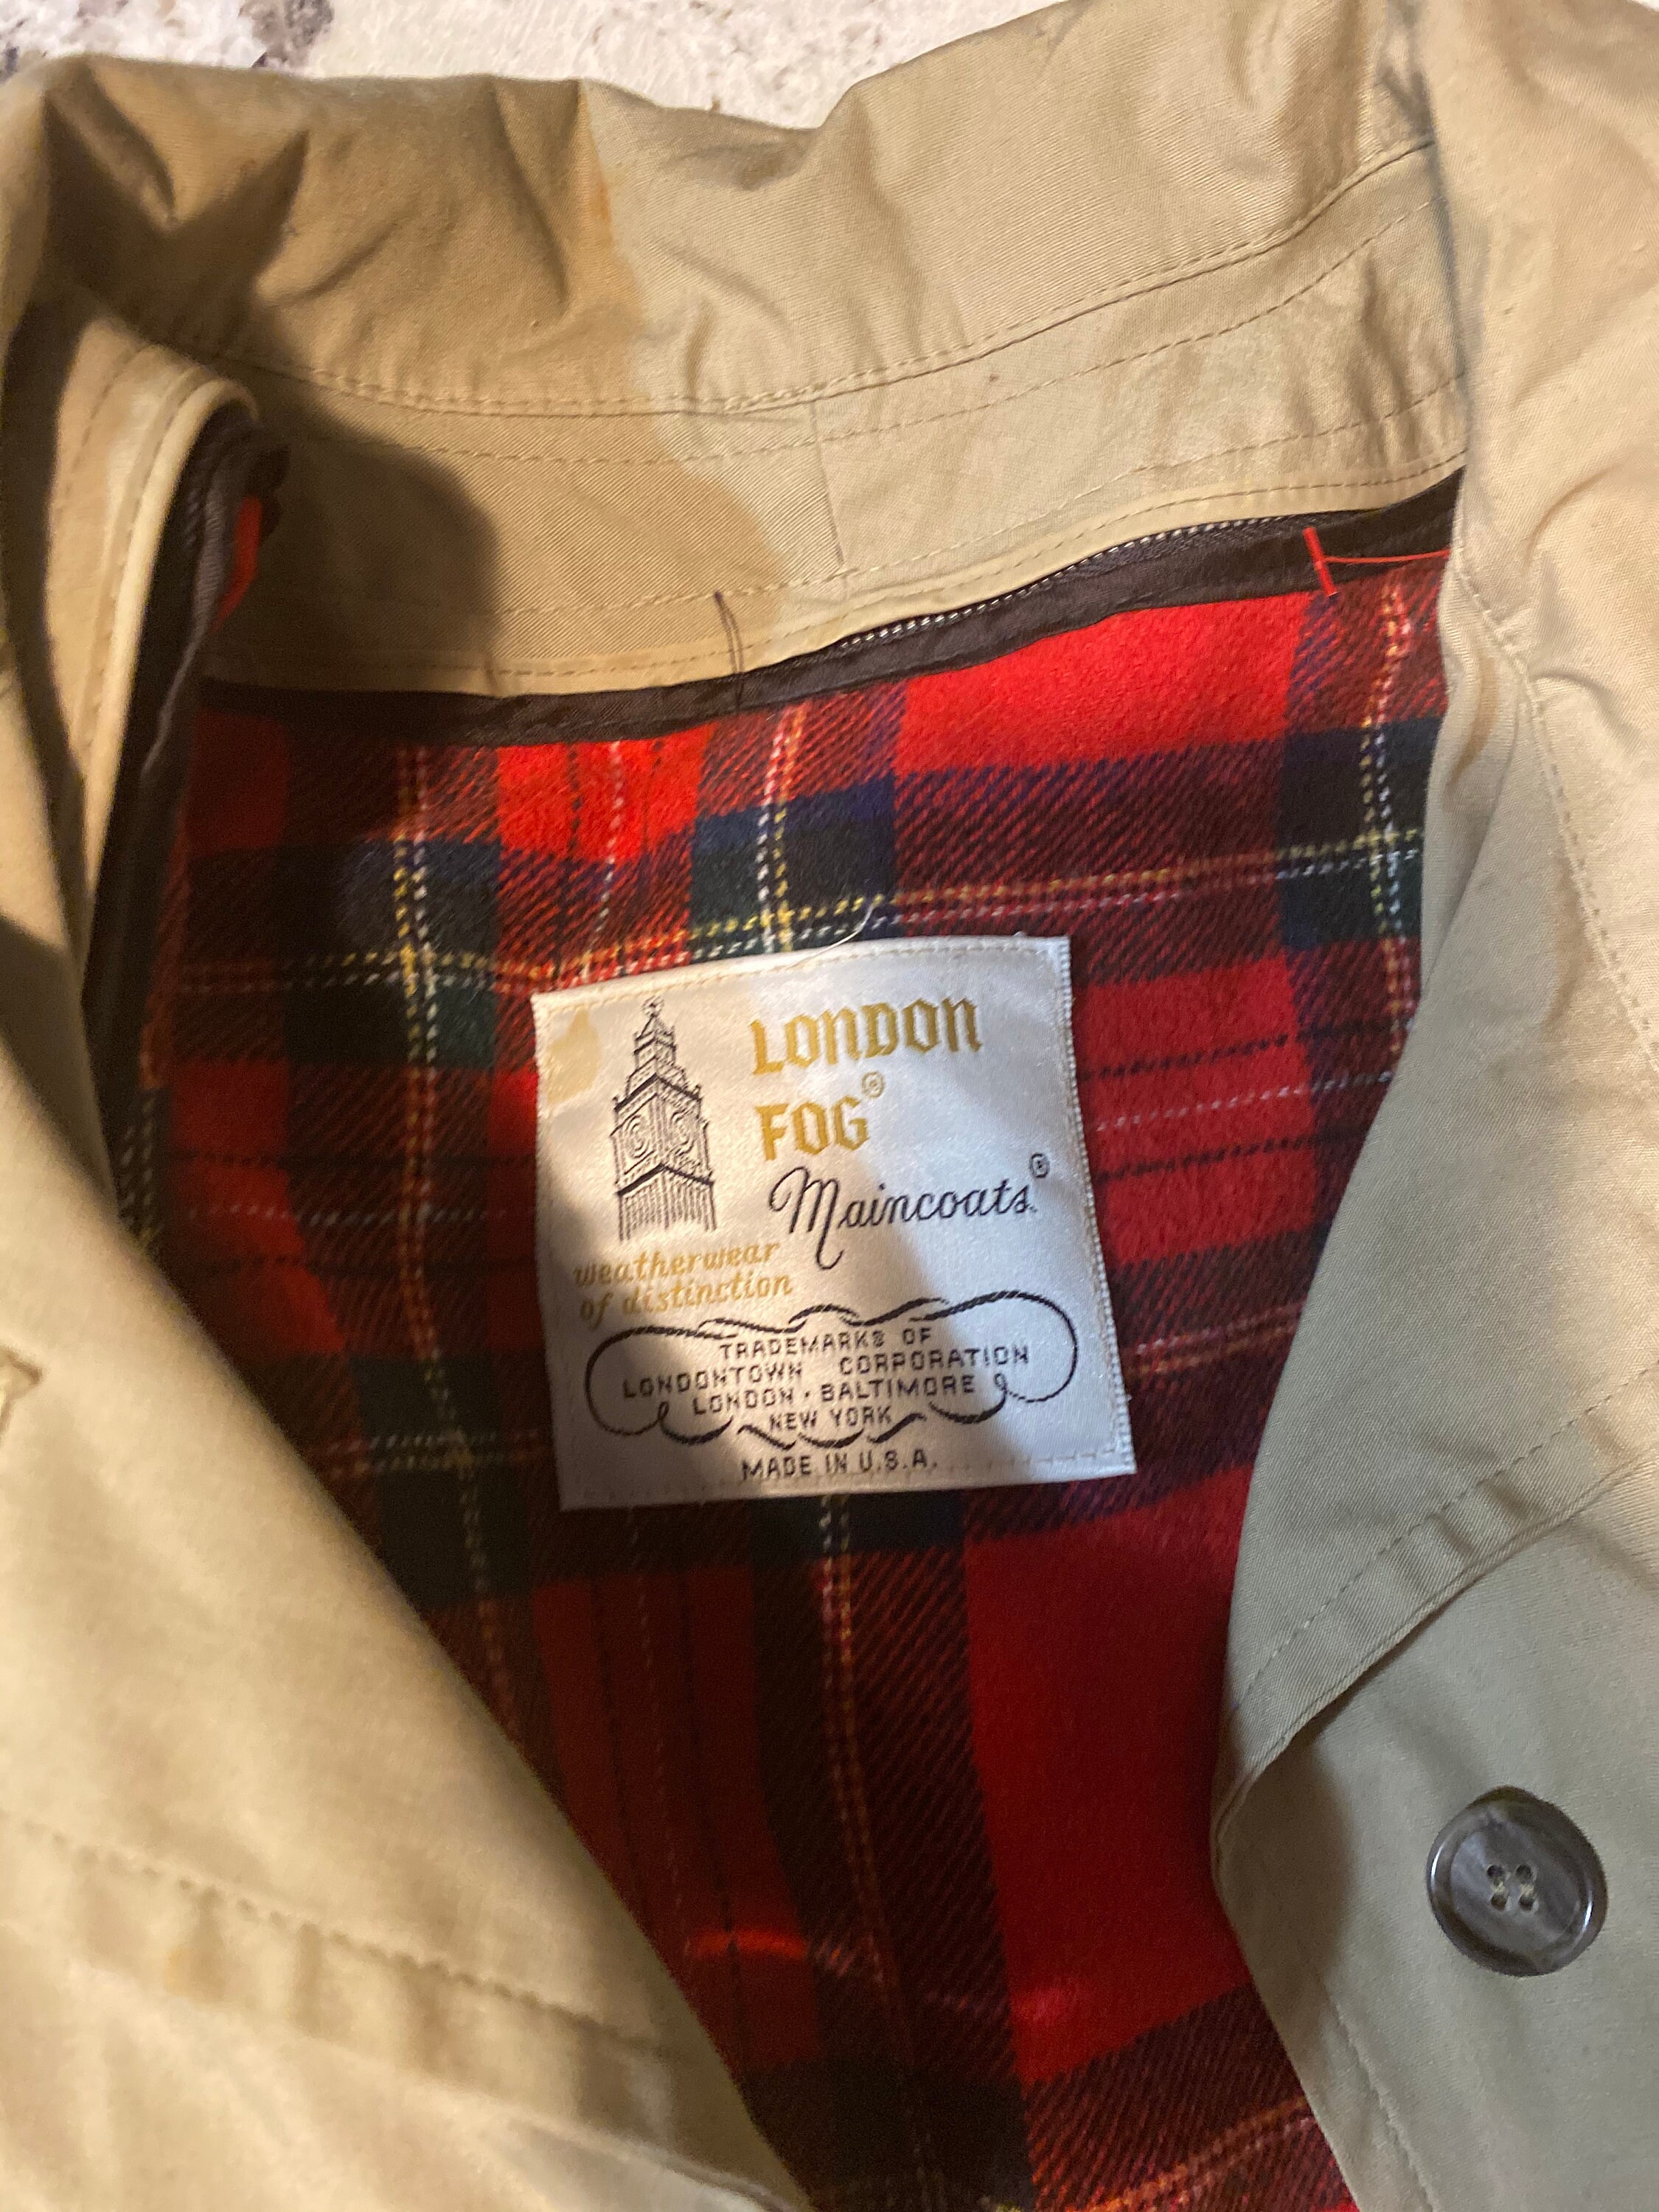 LONDON
FOG®
Maincoats®
weatherwear
of distinction
TRADEMARKS OF
LONDONTOWN CORPORATION
LONDON · BALTIMORE
NEW YORK
MADE IN U.S.A.